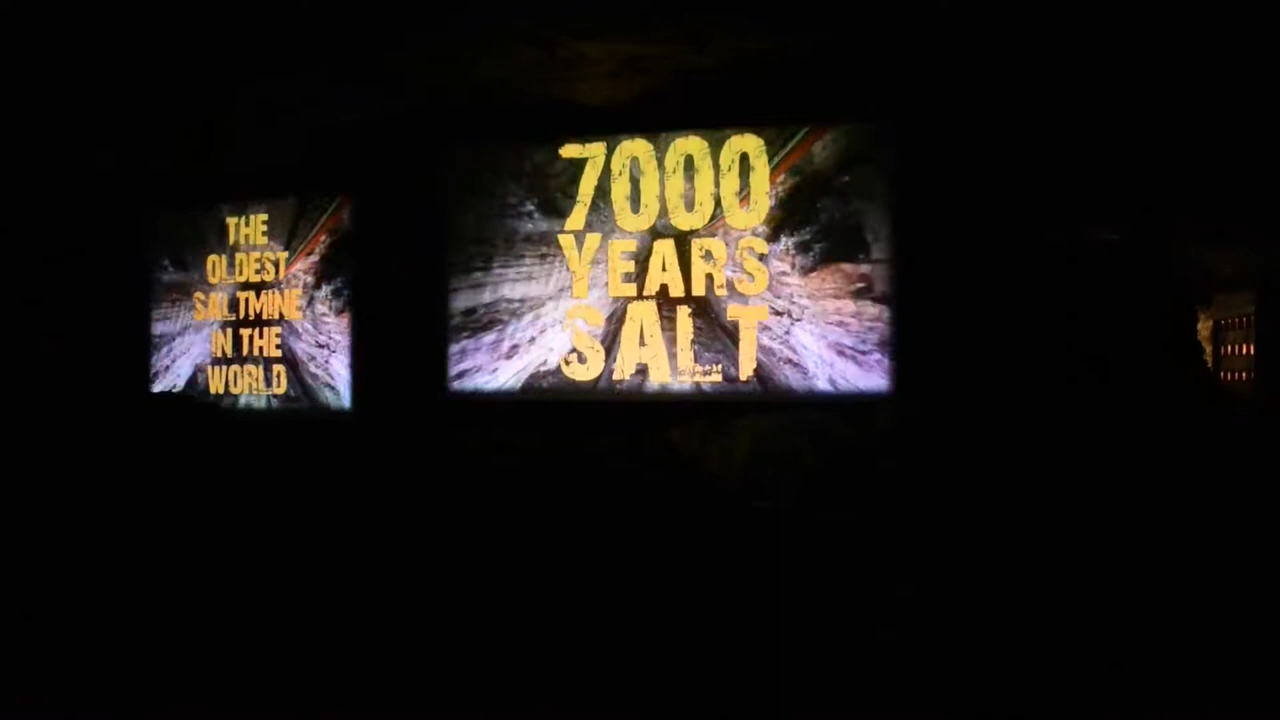 THE
OLDEST
SALTMINE
IN THE
WORLD
7000
YEARS
SALT